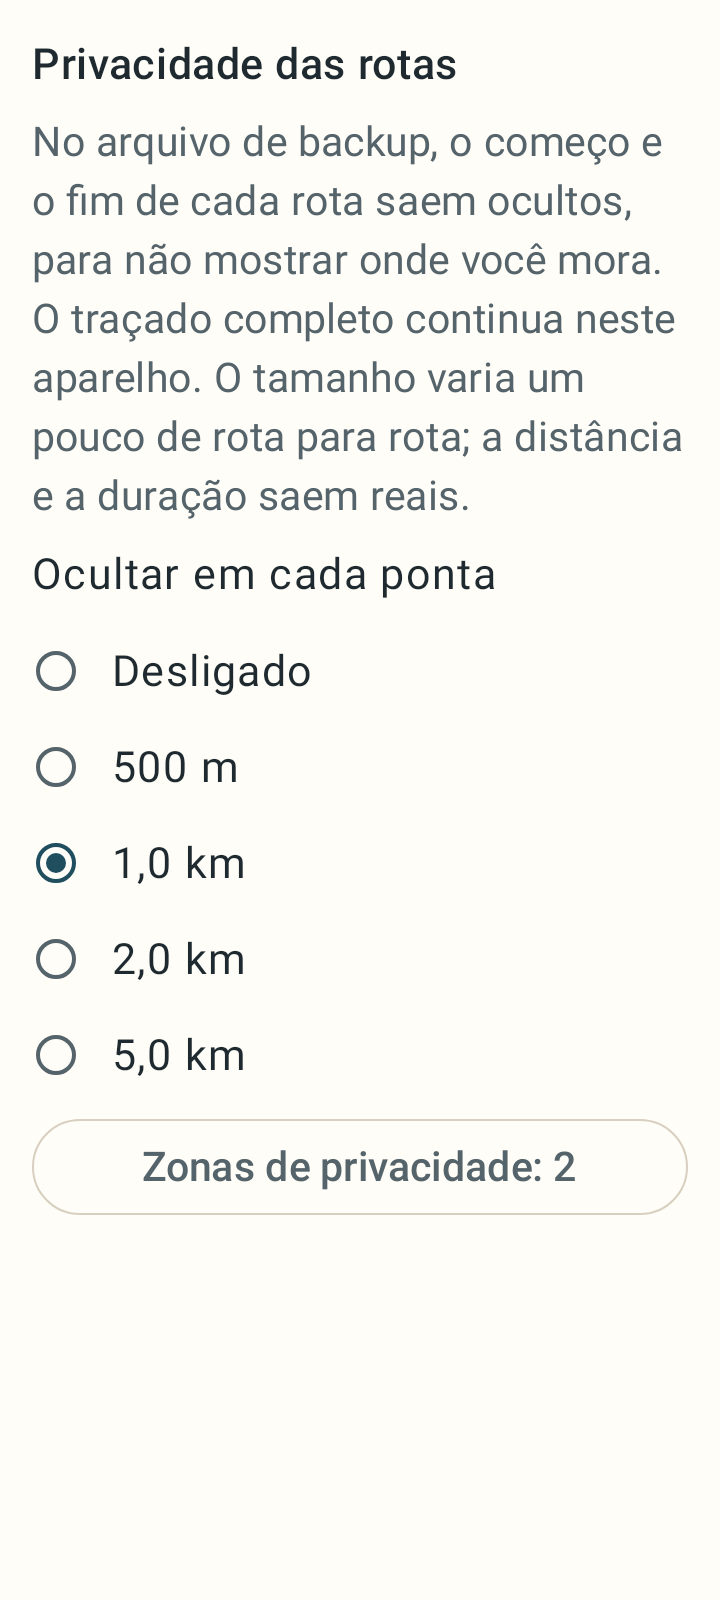 Privacidade das rotas
No arquivo de backup, o começo e
o fim de cada rota saem ocultos,
para não mostrar onde você mora.
O traçado completo continua neste
aparelho. O tamanho varia um
pouco de rota para rota; a distância
e a duração saem reais.
Ocultar em cada ponta
Desligado
500 m
1,0 km
2,0 km
5,0 km
Zonas de privacidade: 2